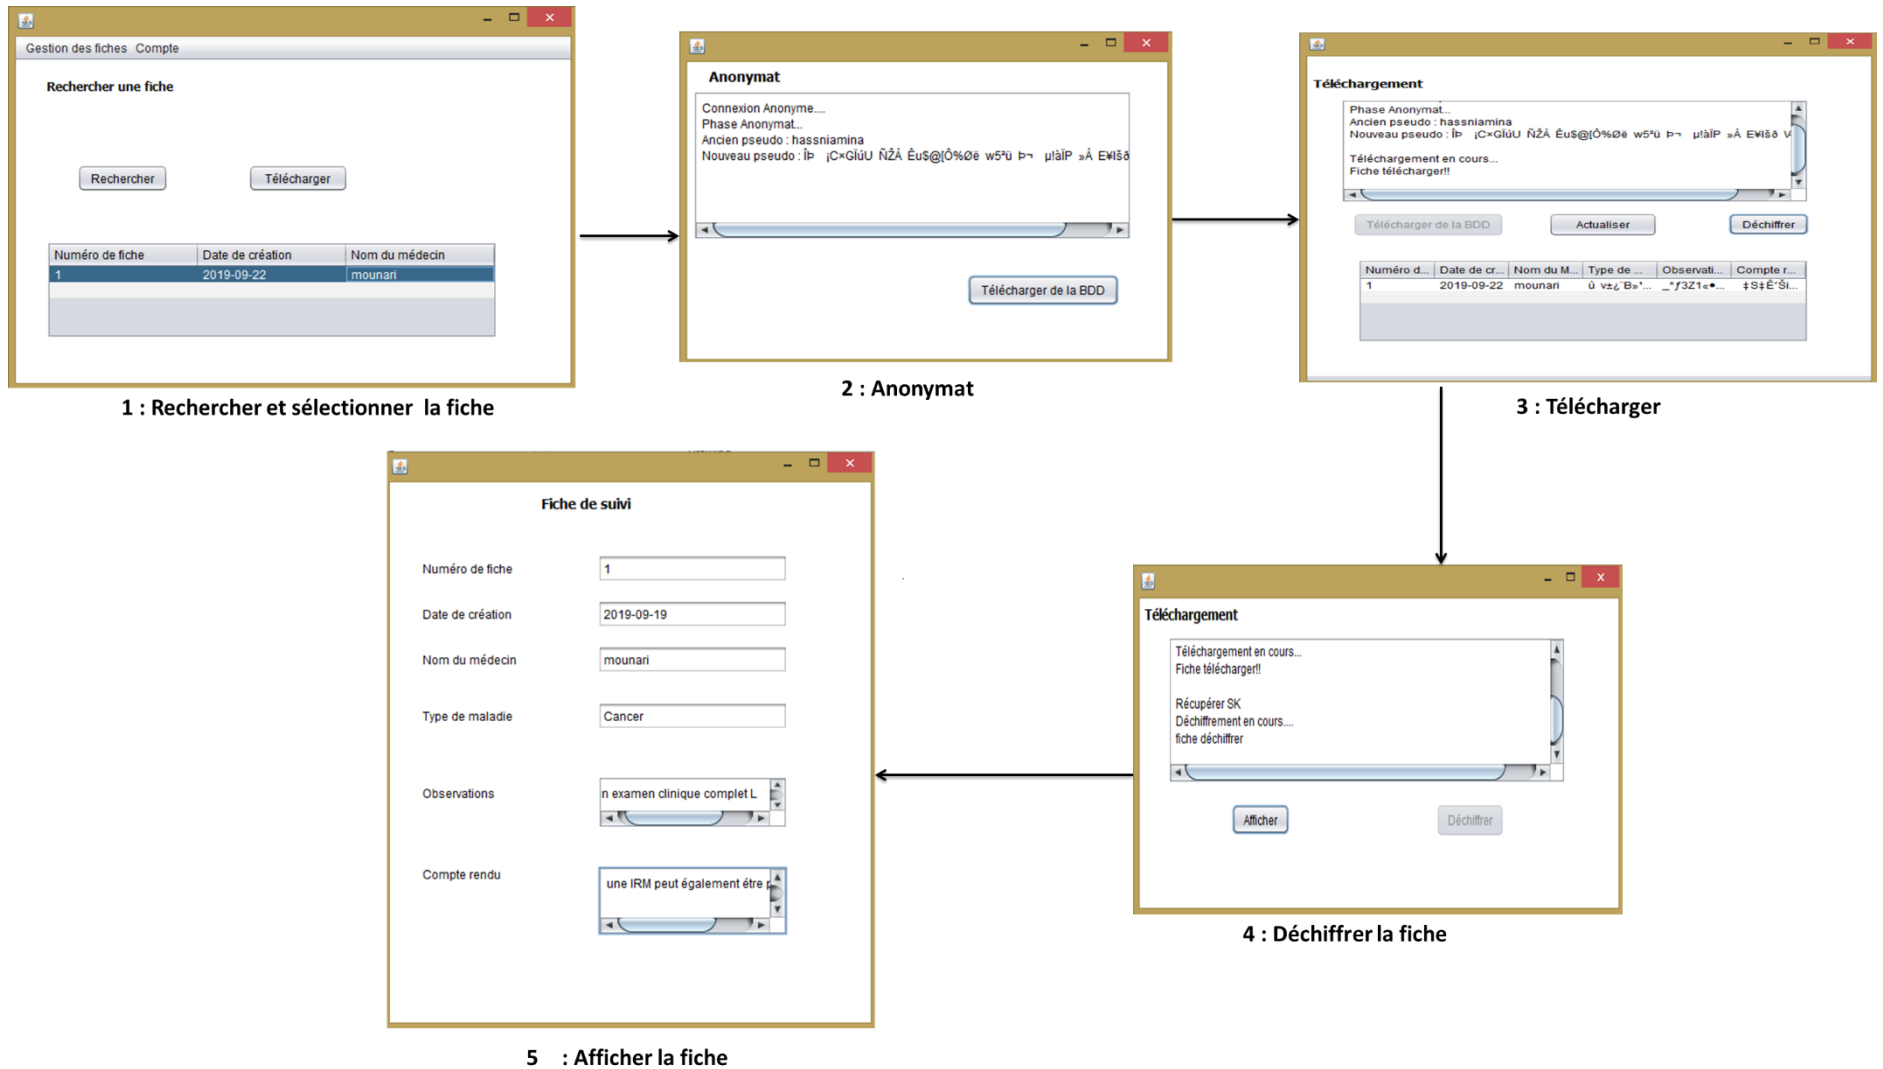 Gestion des fiches Compte
Rechercher une fiche
Rechercher Télécharger
Numéro de fiche Date de création Nom du médecin
1 2019-09-22 mounari
1 : Rechercher et sélectionner la fiche
Anonymat
Connexion Anonyme....
Phase Anonymat...
Ancien pseudo : hassniamina
Nouveau pseudo :
Télécharger de la BDD
2 : Anonymat
Téléchargement
Phase Anonymat...
Ancien pseudo : hassniamina
Nouveau pseudo :
Téléchargement en cours...
Fiche télécharger!!
Télécharger de la BDD Actualiser Déchiffrer
Numéro d... Date de cr... Nom du M... Type de ... Observati... Compte r...
1 2019-09-22 mounari
3 : Télécharger
Téléchargement
Téléchargement en cours...
Fiche télécharger!!
Récupérer SK
Déchiffrement en cours....
fiche déchiffrer
Afficher Déchiffrer
4 : Déchiffrer la fiche
Fiche de suivi
Numéro de fiche 1
Date de création 2019-09-19
Nom du médecin mounari
Type de maladie Cancer
Observations n examen clinique complet L
Compte rendu une IRM peut également étre p
5 : Afficher la fiche